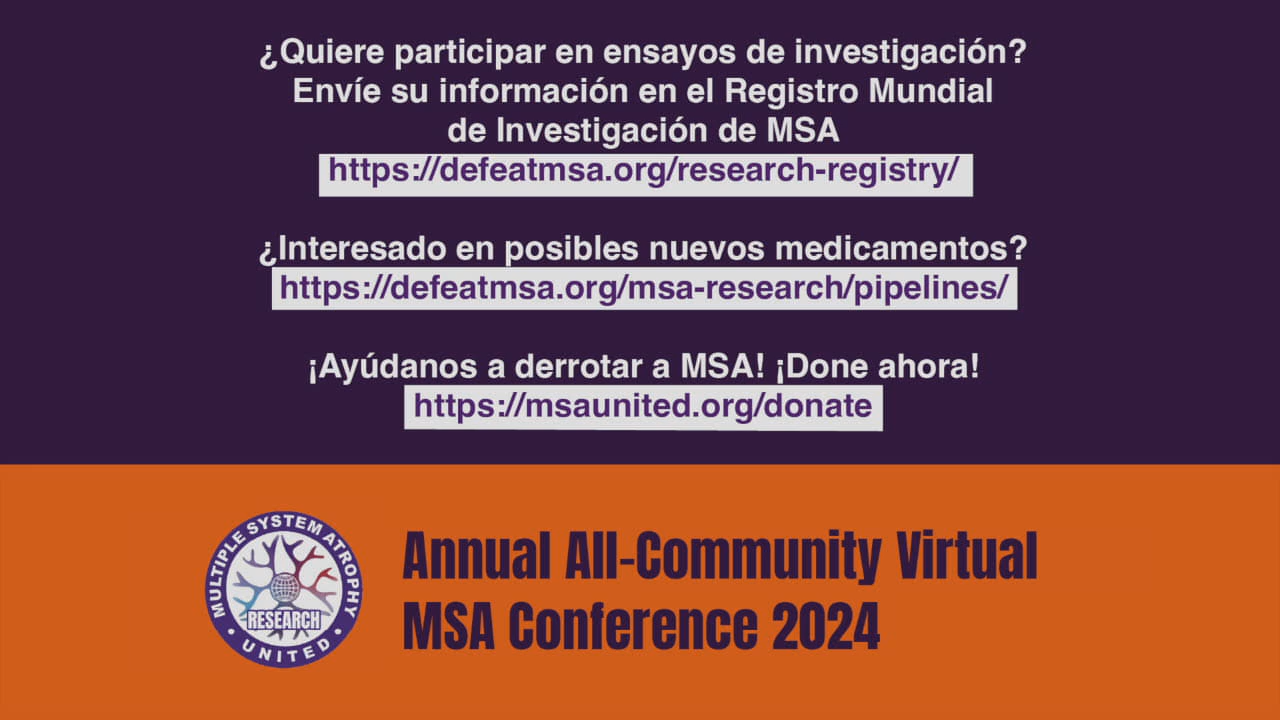 ¿Quiere participar en ensayos de investigación?
Envíe su información en el Registro Mundial
de Investigación de MSA
https://defeatmsa.org/research-registry/
¿Interesado en posibles nuevos medicamentos?
https://defeatmsa.org/msa-research/pipelines/
¡Ayúdanos a derrotar a MSA! ¡Done ahora!
https://msaunited.org/donate
MULTIPLE SYSTEM ATROPHY
RESEARCH
• UNITED •
Annual All-Community Virtual
MSA Conference 2024